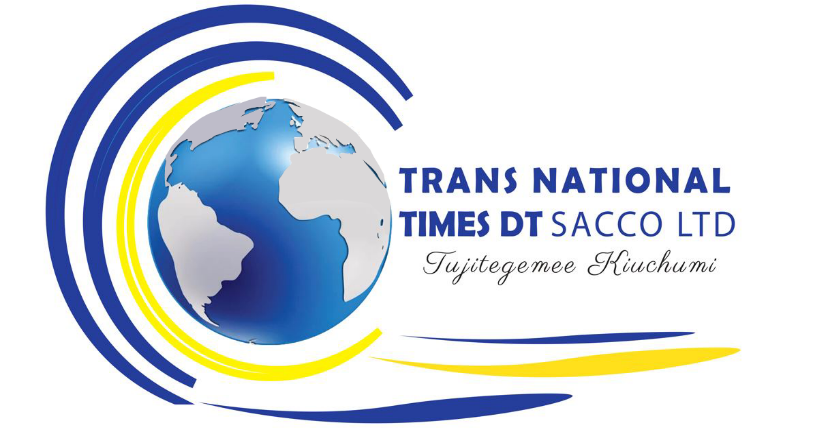 TRANS NATIONAL
TIMES DT SACCO LTD
Tujitegemee Kiuchumi